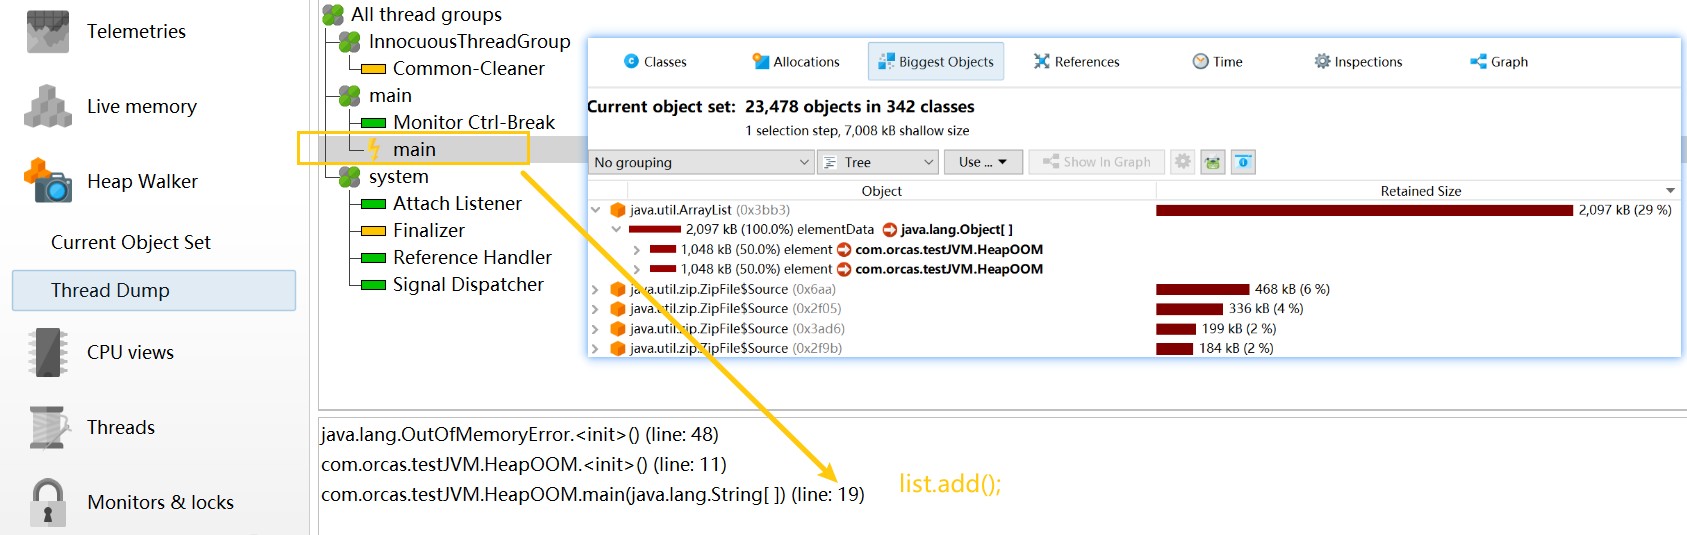 Telemetries
Live memory
Heap Walker
Current Object Set
Thread Dump
CPU views
Threads
Monitors & locks
All thread groups
InnocuousThreadGroup
Common-Cleaner
main
Monitor Ctrl-Break
main
system
Attach Listener
Finalizer
Reference Handler
Signal Dispatcher
Classes Allocations Biggest Objects References Time Inspections Graph
Current object set: 23,478 objects in 342 classes
1 selection step, 7,008 kB shallow size
No grouping Tree Use ... Show In Graph
Object Retained Size
java.util.ArrayList (0x3bb3) 2,097 kB (29 %)
2,097 kB (100.0%) elementData java.lang.Object[ ]
1,048 kB (50.0%) element com.orcas.testJVM.HeapOOM
1,048 kB (50.0%) element com.orcas.testJVM.HeapOOM
java.util.zip.ZipFile$Source (0x6aa) 468 kB (6 %)
java.util.zip.ZipFile$Source (0x2f05) 336 kB (4 %)
java.util.zip.ZipFile$Source (0x3ad6) 199 kB (2 %)
java.util.zip.ZipFile$Source (0x2f9b) 184 kB (2 %)
java.lang.OutOfMemoryError.<init>() (line: 48)
com.orcas.testJVM.HeapOOM.<init>() (line: 11)
com.orcas.testJVM.HeapOOM.main(java.lang.String[ ]) (line: 19)
list.add();